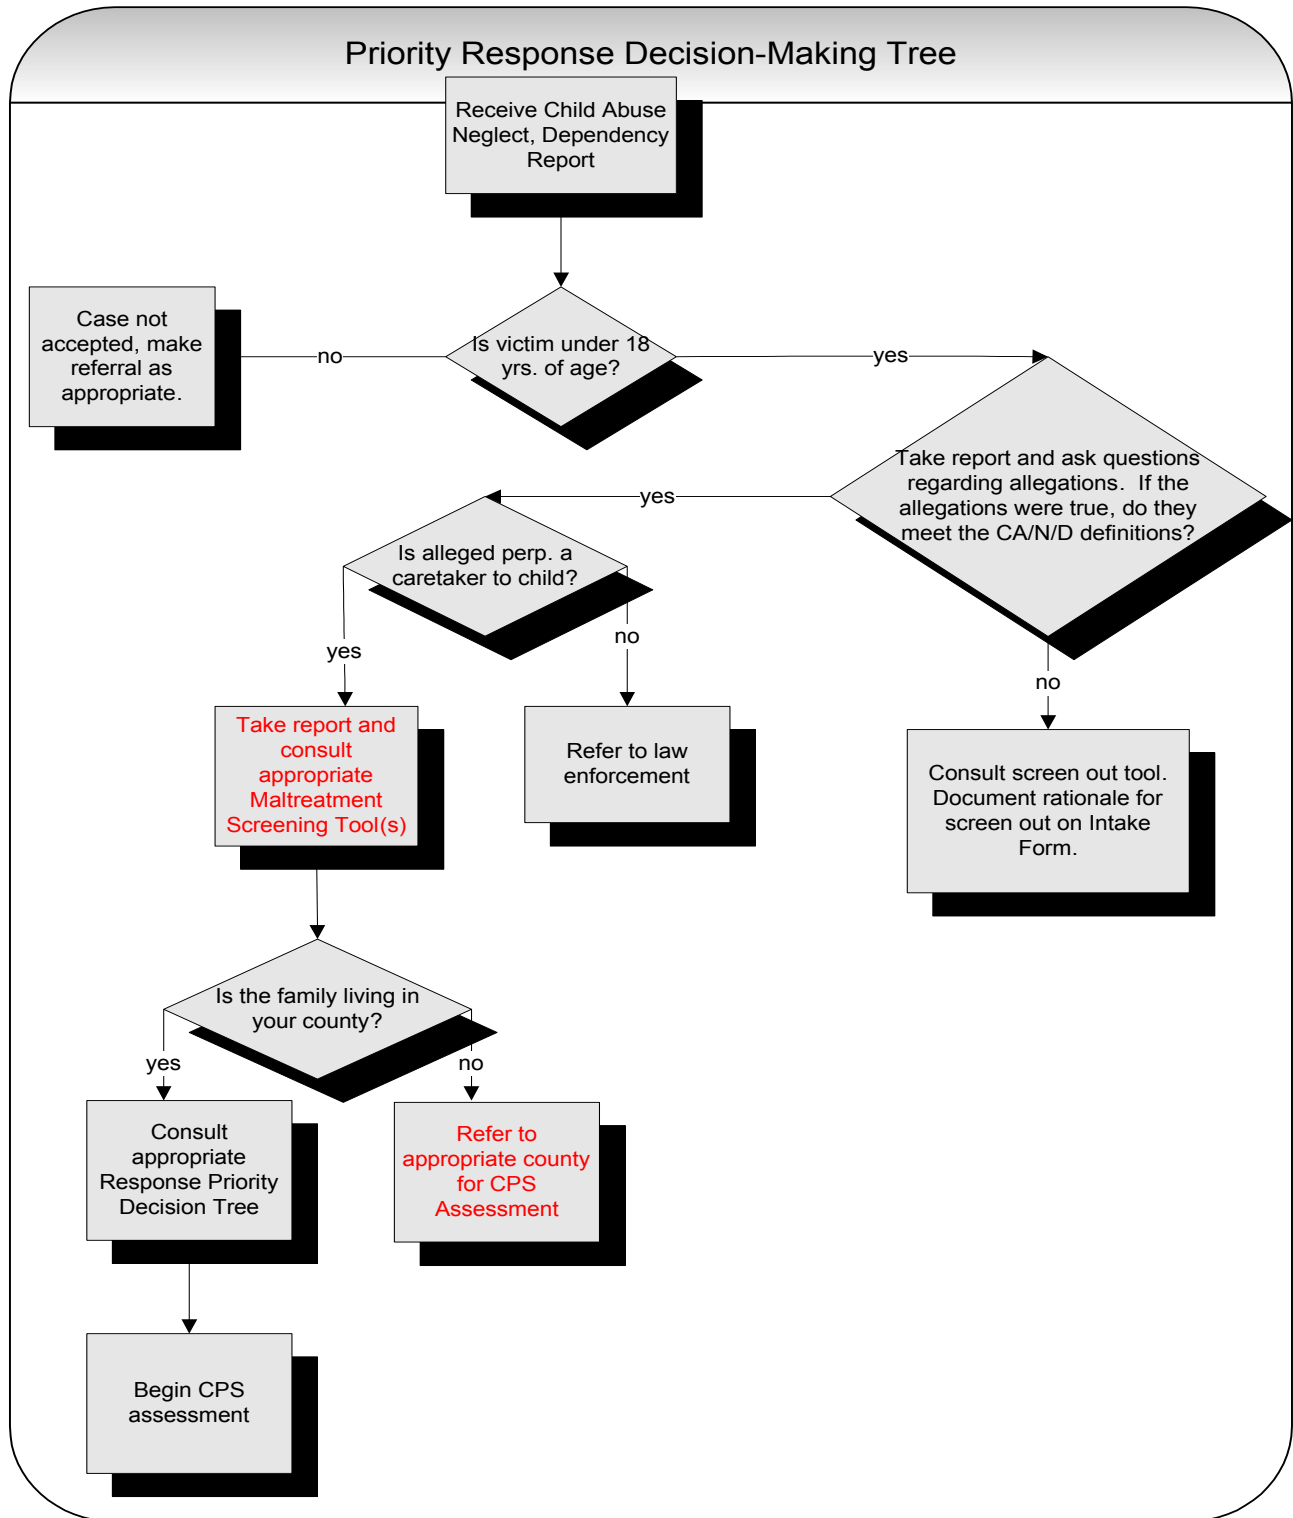 Priority Response Decision-Making Tree
Receive Child Abuse
Neglect, Dependency
Report
Case not
accepted, make
referral as
appropriate.
no
Is victim under 18
yrs. of age?
yes
Take report and ask questions
regarding allegations.  If the
allegations were true, do they
meet the CA/N/D definitions?
yes
Is alleged perp. a
caretaker to child?
yes
no
no
Take report and
consult
appropriate
Maltreatment
Screening Tool(s)
Refer to law
enforcement
Consult screen out tool.
Document rationale for
screen out on Intake
Form.
Is the family living in
your county?
yes
no
Consult
appropriate
Response Priority
Decision Tree
Refer to
appropriate county
for CPS
Assessment
Begin CPS
assessment